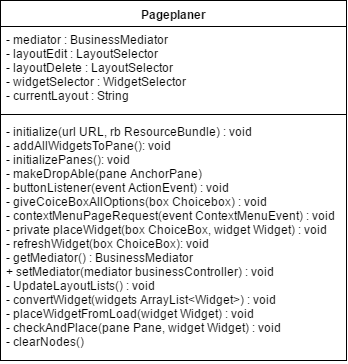 Pageplaner
- mediator : BusinessMediator
- layoutEdit : LayoutSelector
- layoutDelete : LayoutSelector
- widgetSelector : WidgetSelector
- currentLayout : String
- initialize(url URL, rb ResourceBundle) : void
- addAllWidgetsToPane(): void
- initializePanes(): void
- makeDropAble(pane AnchorPane)
- buttonListener(event ActionEvent) : void
- giveCoiceBoxAllOptions(box Choicebox) : void
- contextMenuPageRequest(event ContextMenuEvent) : void
- private placeWidget(box ChoiceBox, widget Widget) : void
- refreshWidget(box ChoiceBox): void
- getMediator() : BusinessMediator
+ setMediator(mediator businessController) : void
- UpdateLayoutLists() : void
- convertWidget(widgets ArrayList<Widget>) : void
- placeWidgetFromLoad(widget Widget) : void
- checkAndPlace(pane Pane, widget Widget) : void
- clearNodes()